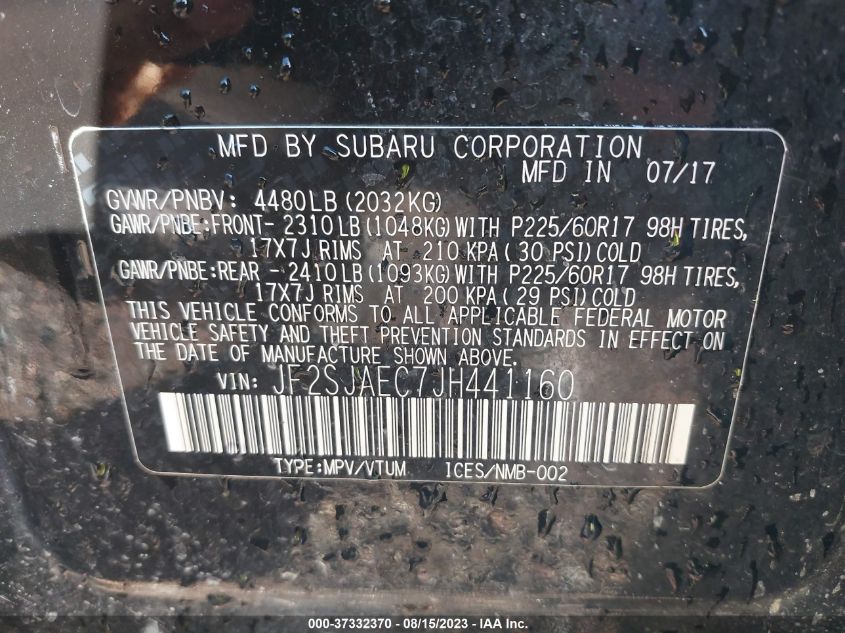 MFD BY SUBARU CORPORATION
MFD IN 07/17
GVWR/PNBV: 4480LB(2032KG)
GAWR/PNBE:FRONT- 2310LB(1048KG)WITH P225/60R17 98H TIRES,
17X7J RIMS AT 210 KPA( 30 PSI)COLD
GAWR/PNBE:REAR - 2410LB(1093KG)WITH P225/60R17 98H TIRES,
17X7J RIMS AT 200 KPA( 29 PSI)COLD
THIS VEHICLE CONFORMS TO ALL APPLICABLE FEDERAL MOTOR
VEHICLE SAFETY AND THEFT PREVENTION STANDARDS IN EFFECT ON
THE DATE OF MANUFACTURE SHOWN ABOVE.
VIN: JF2SJAEC7JH441160
TYPE:MPV/VTUM ICES/NMB-002
000-37332370 - 08/15/2023 - IAA Inc.